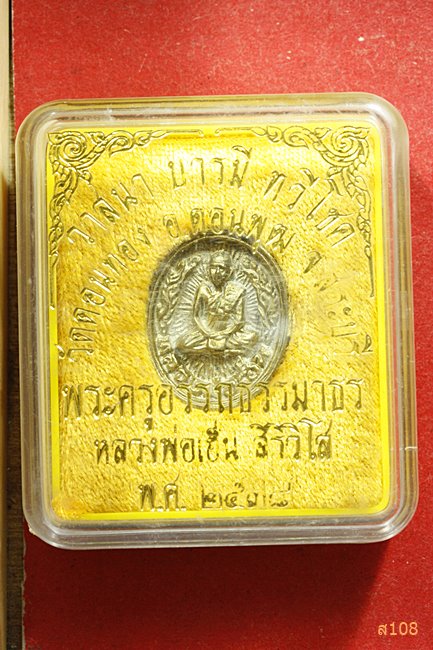 วาสนา บารมี ทวีโชค
วัดดอนทอง อ.ดอนพุด จ.สระบุรี
พระครูอรรถธรรมาธร
หลวงพ่อเย็น สิริวิโส
พ.ศ. ๒๕๓๘
ส108